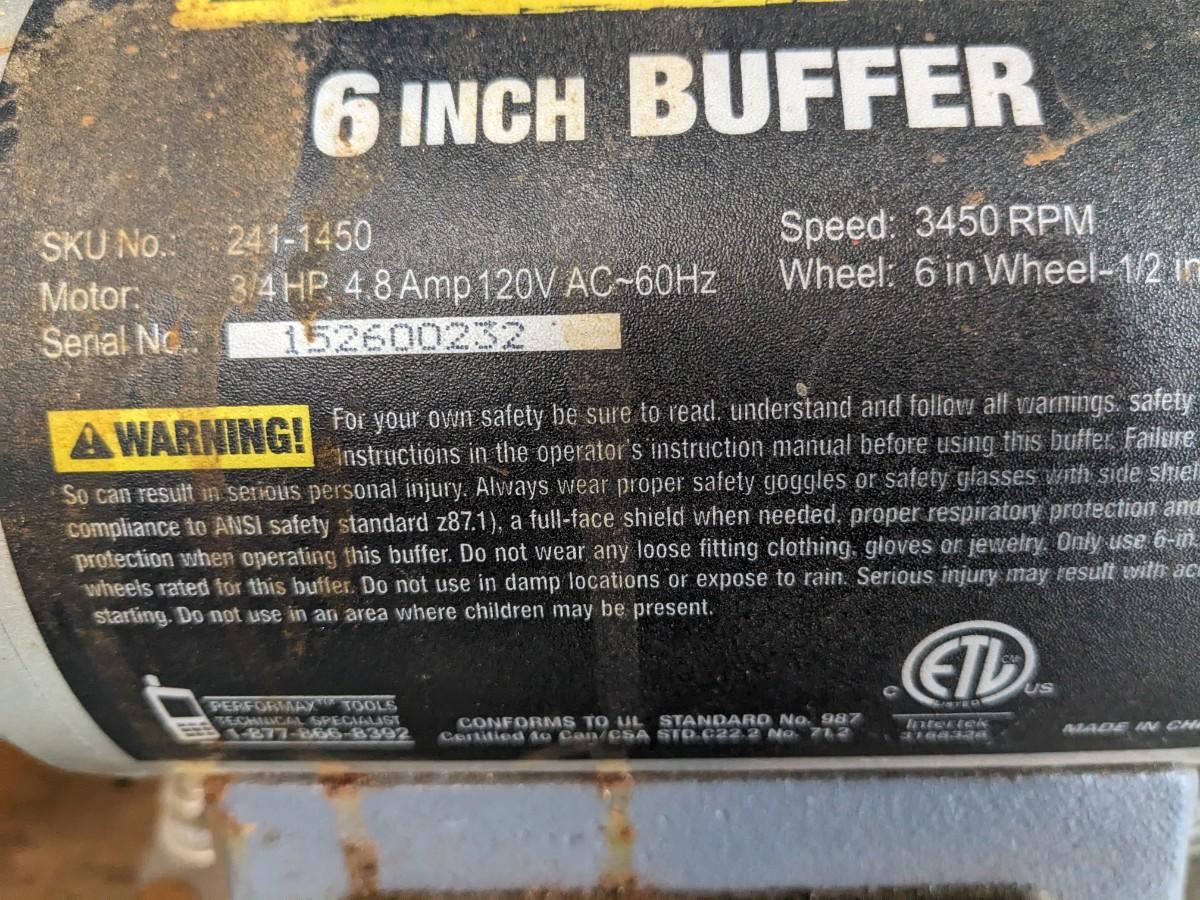 6 INCH BUFFER
SKU No.: 241-1450
Motor: 3/4 HP, 4.8 Amp 120V AC~60Hz
Serial No.: 152600232
Speed: 3450 RPM
Wheel: 6 in Wheel-1/2 in
WARNING!
For your own safety be sure to read, understand and follow all warnings, safety
instructions in the operator's instruction manual before using this buffer. Failure
So can result in serious personal injury. Always wear proper safety goggles or safety glasses with side shiel
compliance to ANSI safety standard z87.1), a full-face shield when needed, proper respiratory protection and
protection when operating this buffer. Do not wear any loose fitting clothing, gloves or jewelry. Only use 6-in
wheels rated for this buffer. Do not use in damp locations or expose to rain. Serious injury may result with acc
starting. Do not use in an area where children may be present.
PERFORMAX™ TOOLS
TECHNICAL SPECIALIST
1-877-866-8392
CONFORMS TO UL STANDARD No. 987
Certified to Can/CSA STD.C22.2 No. 71.2
C ETL CM US
LISTED
Intertek
MADE IN CH